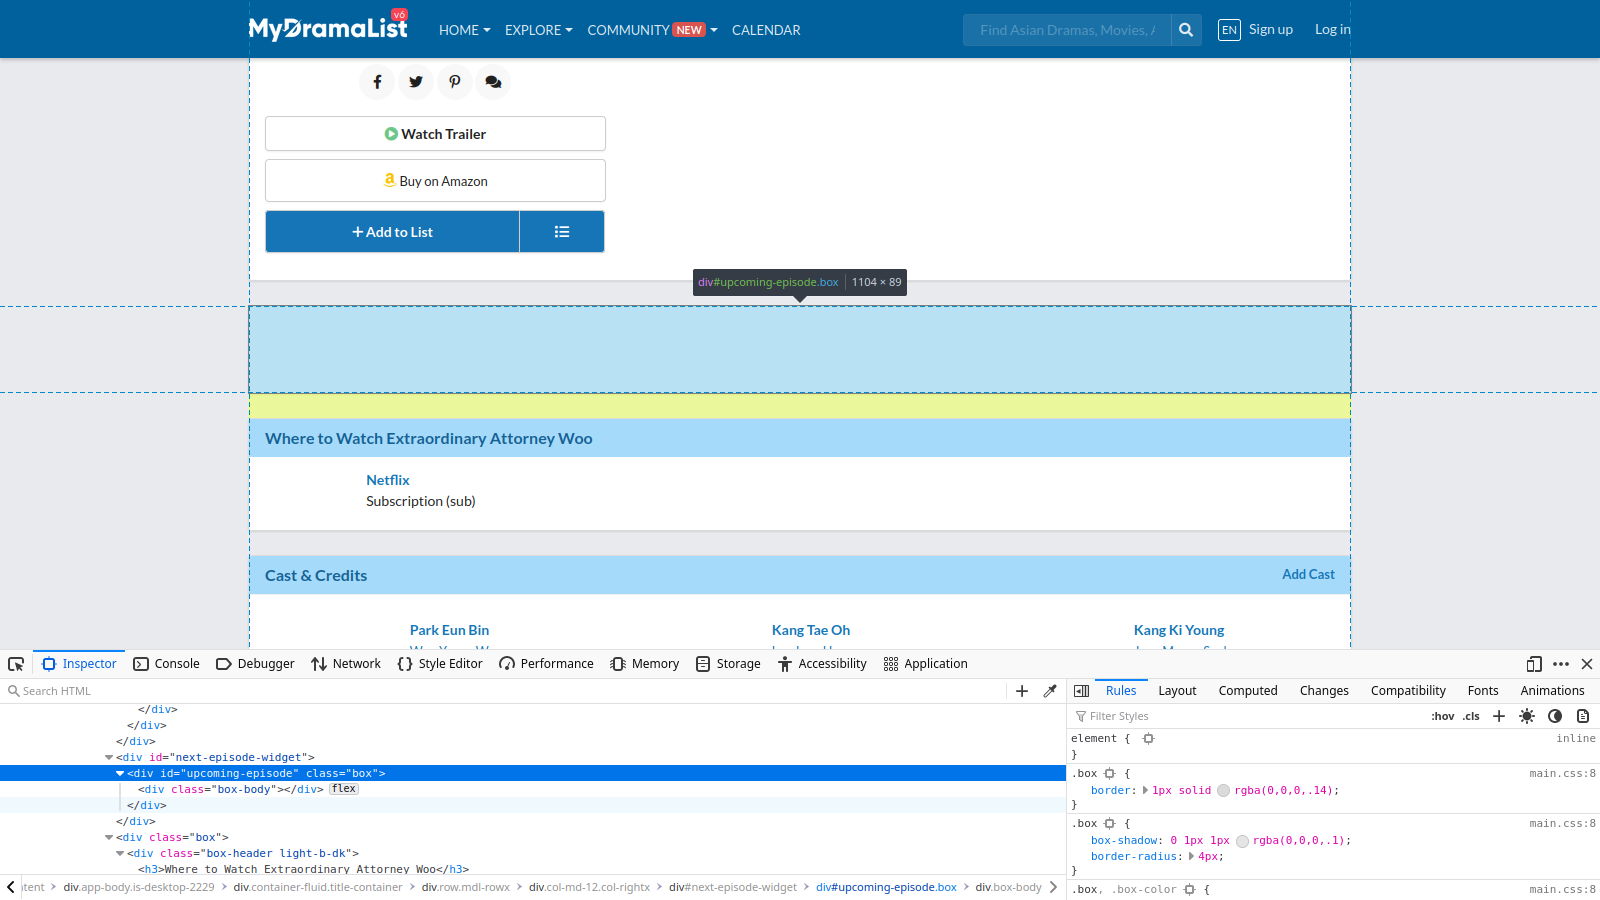 MyDramaList v6 HOME EXPLORE COMMUNITY NEW CALENDAR Find Asian Dramas, Movies, EN Sign up Log in
Watch Trailer
Buy on Amazon
Add to List
div#upcoming-episode.box 1104 × 89
Where to Watch Extraordinary Attorney Woo
Netflix
Subscription (sub)
Cast & Credits Add Cast
Park Eun Bin Kang Tae Oh Kang Ki Young
Inspector Console Debugger Network Style Editor Performance Memory Storage Accessibility Application
Search HTML Rules Layout Computed Changes Compatibility Fonts Animations
Filter Styles :hov .cls
</div>
</div>
</div>
<div id="next-episode-widget">
<div id="upcoming-episode" class="box">
<div class="box-body"></div> flex
</div>
</div>
<div class="box">
<div class="box-header light-b-dk">
<h3>Where to Watch Extraordinary Attorney Woo</h3>
element { inline
}
.box { main.css:8
border: 1px solid rgba(0,0,0,.14);
}
.box { main.css:8
box-shadow: 0 1px 1px rgba(0,0,0,.1);
border-radius: 4px;
}
.box, .box-color { main.css:8
tent div.app-body.is-desktop-2229 div.container-fluid.title-container div.row.mdl-rowx div.col-md-12.col-rightx div#next-episode-widget div#upcoming-episode.box div.box-body